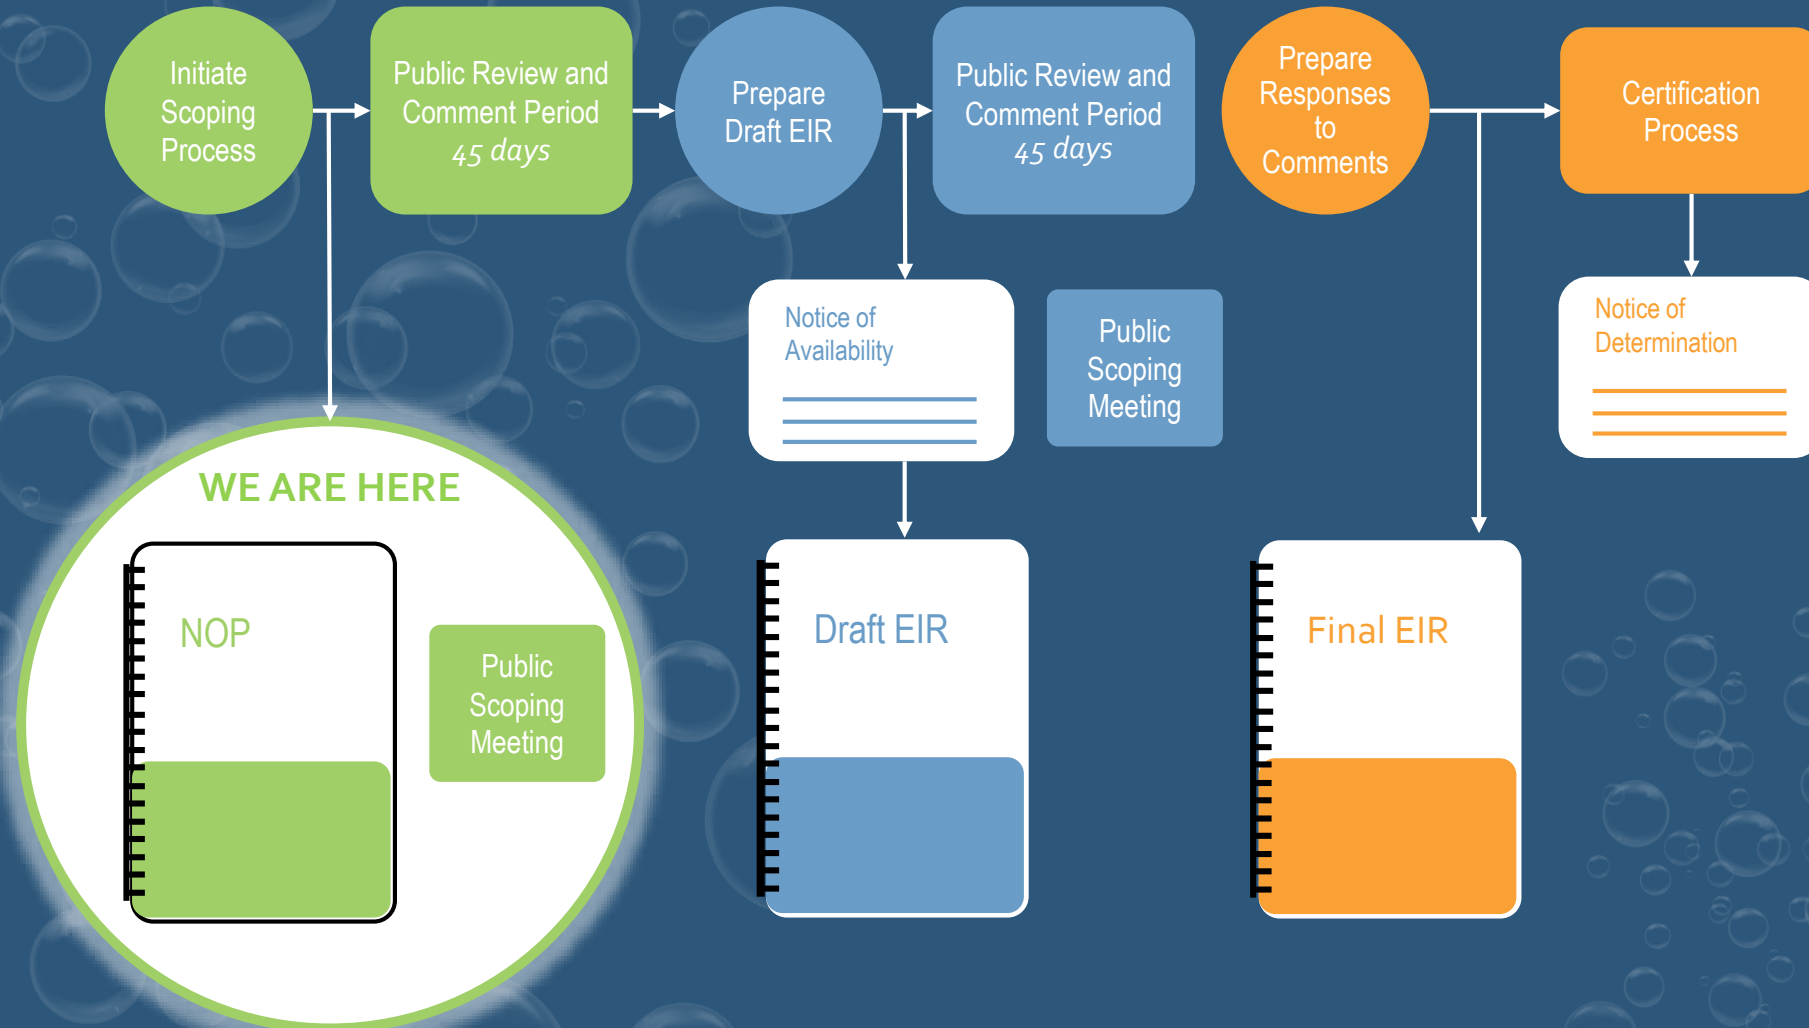 Initiate
Scoping
Process
Public Review and
Comment Period
45 days
Prepare
Draft EIR
Public Review and
Comment Period
45 days
Prepare
Responses
to
Comments
Certification
Process
Notice of
Availability
Public
Scoping
Meeting
Notice of
Determination
WE ARE HERE
NOP
Public
Scoping
Meeting
Draft EIR
Final EIR